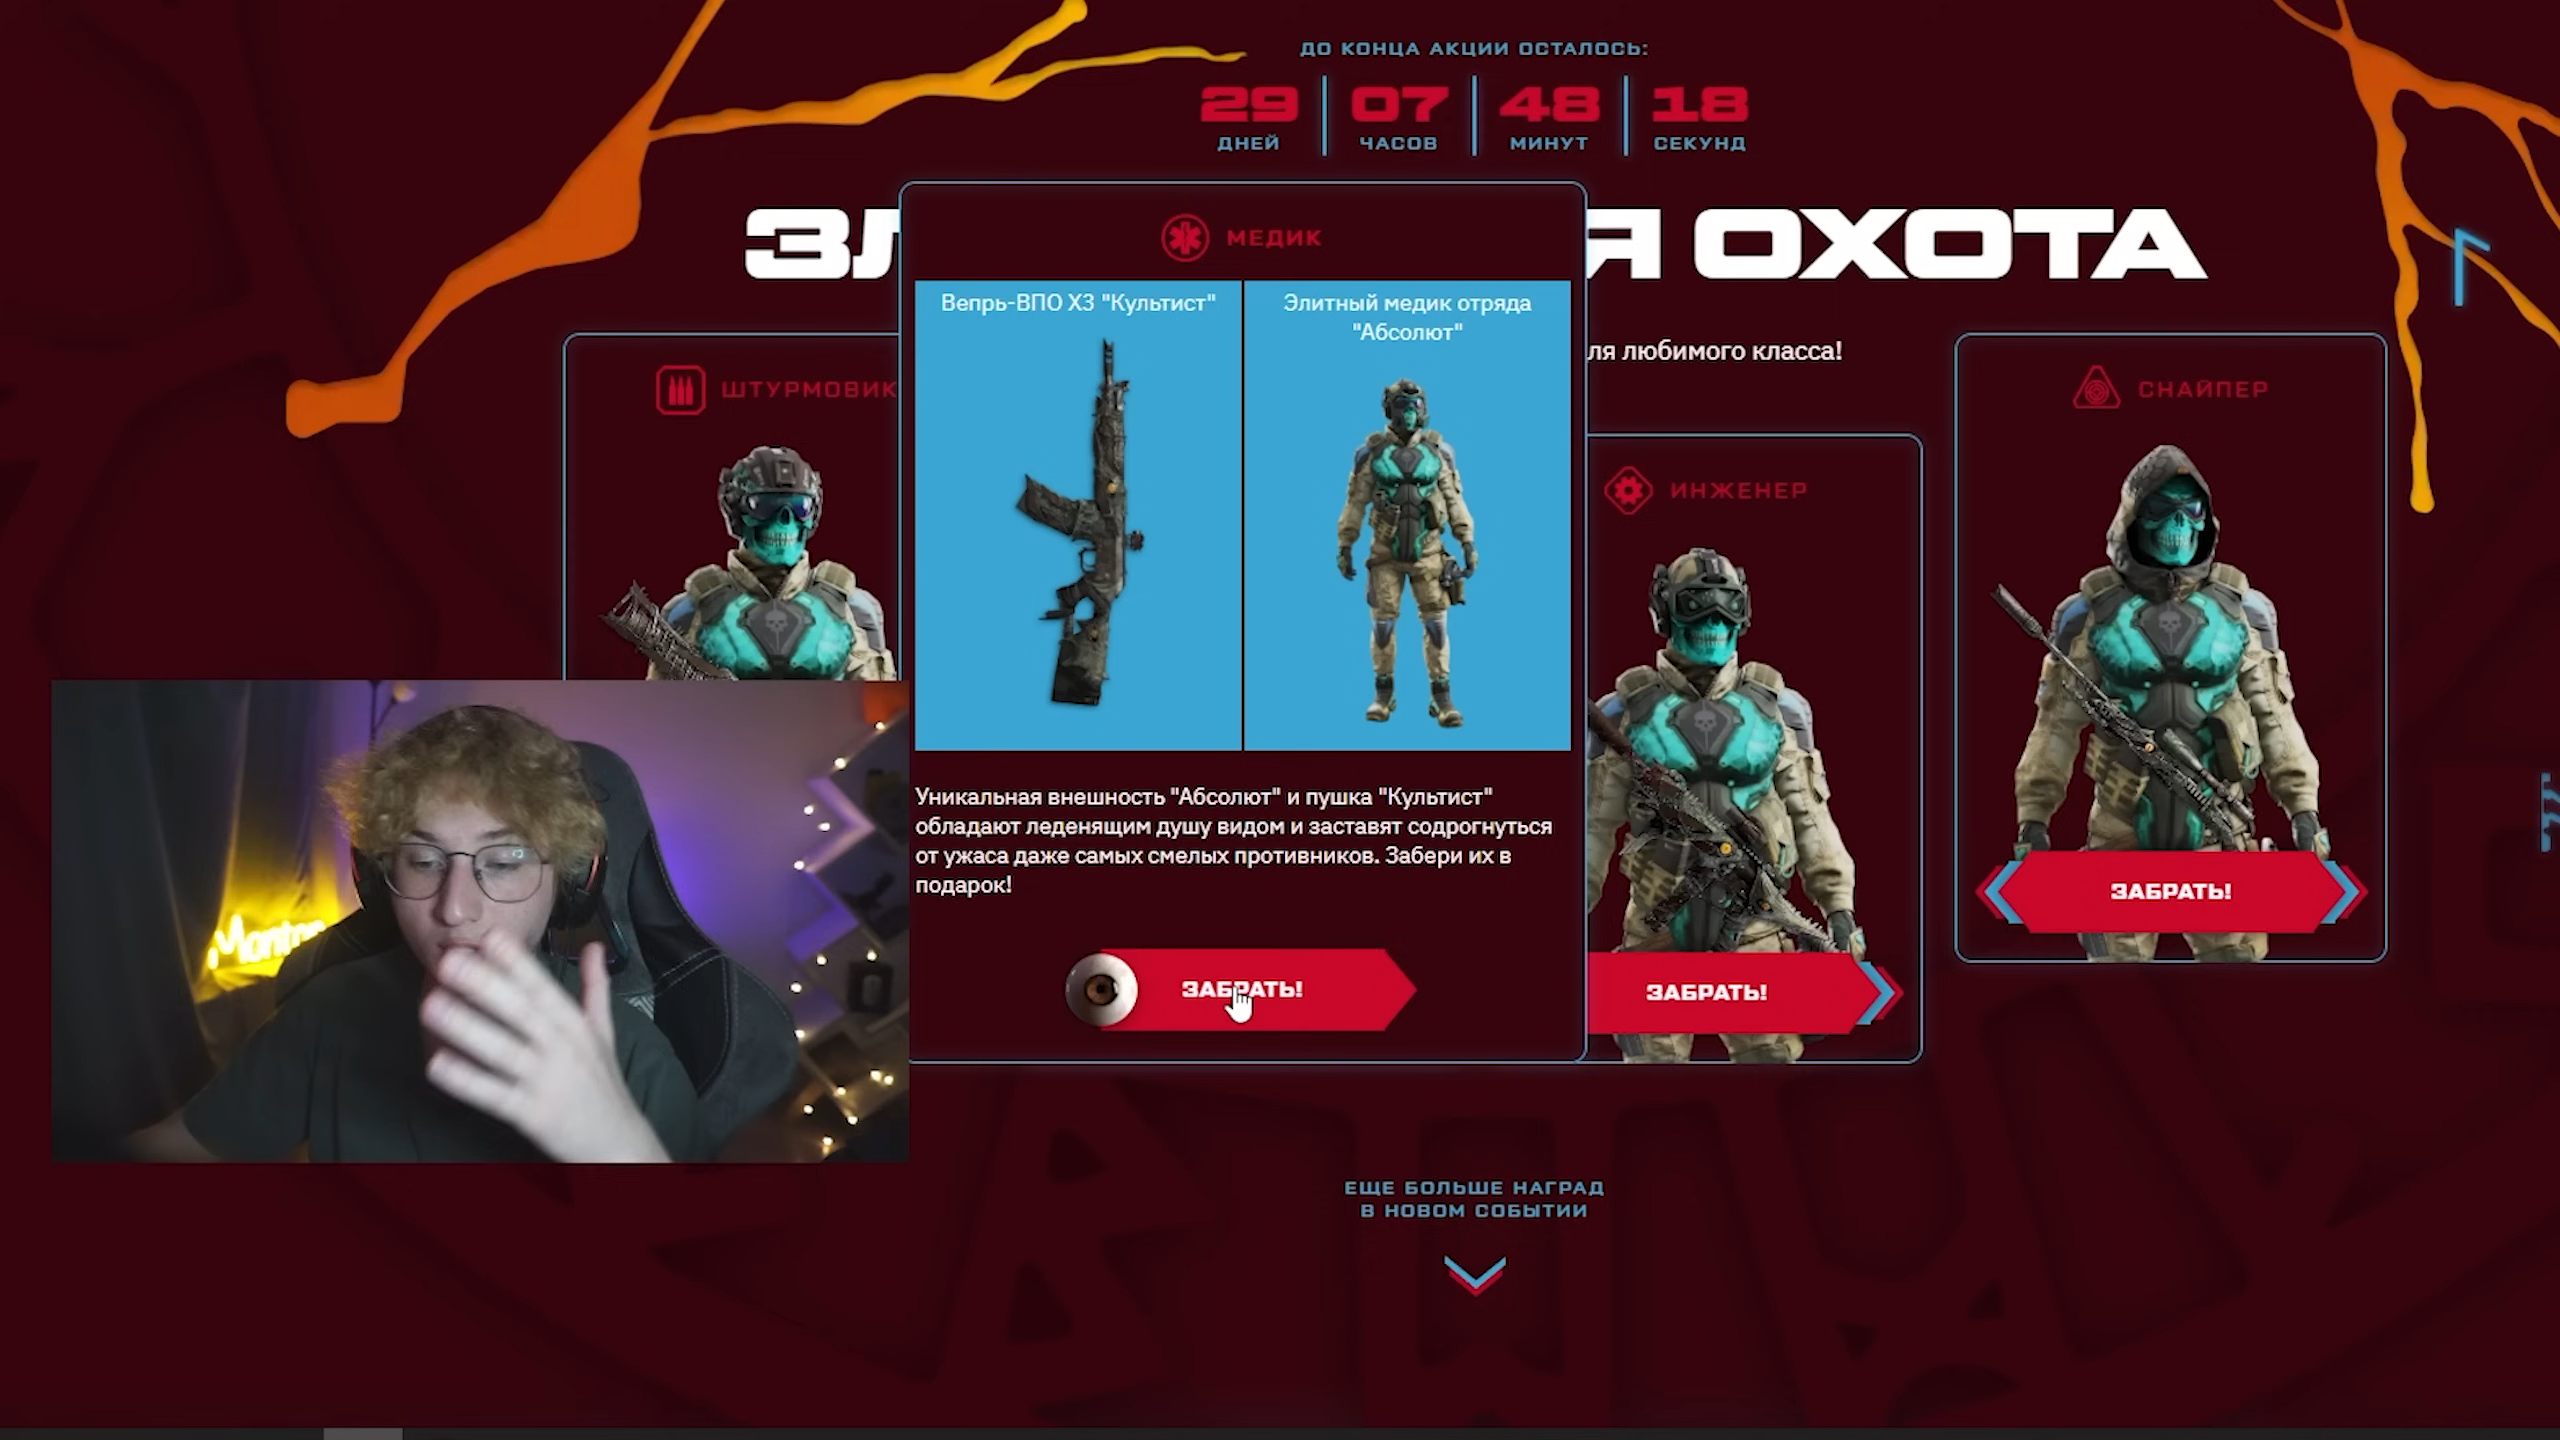 ДО КОНЦА АКЦИИ ОСТАЛОСЬ:
29 07 48 18
ДНЕЙ ЧАСОВ МИНУТ СЕКУНД
Я ОХОТА
ля любимого класса!
ШТУРМОВИК
МЕДИК
Вепрь-ВПО Х3 "Культист"
Элитный медик отряда
"Абсолют"
Уникальная внешность "Абсолют" и пушка "Культист"
обладают леденящим душу видом и заставят содрогнуться
от ужаса даже самых смелых противников. Забери их в
подарок!
ЗАБРАТЬ!
ИНЖЕНЕР
ЗАБРАТЬ!
СНАЙПЕР
ЗАБРАТЬ!
ЕЩЕ БОЛЬШЕ НАГРАД
В НОВОМ СОБЫТИИ